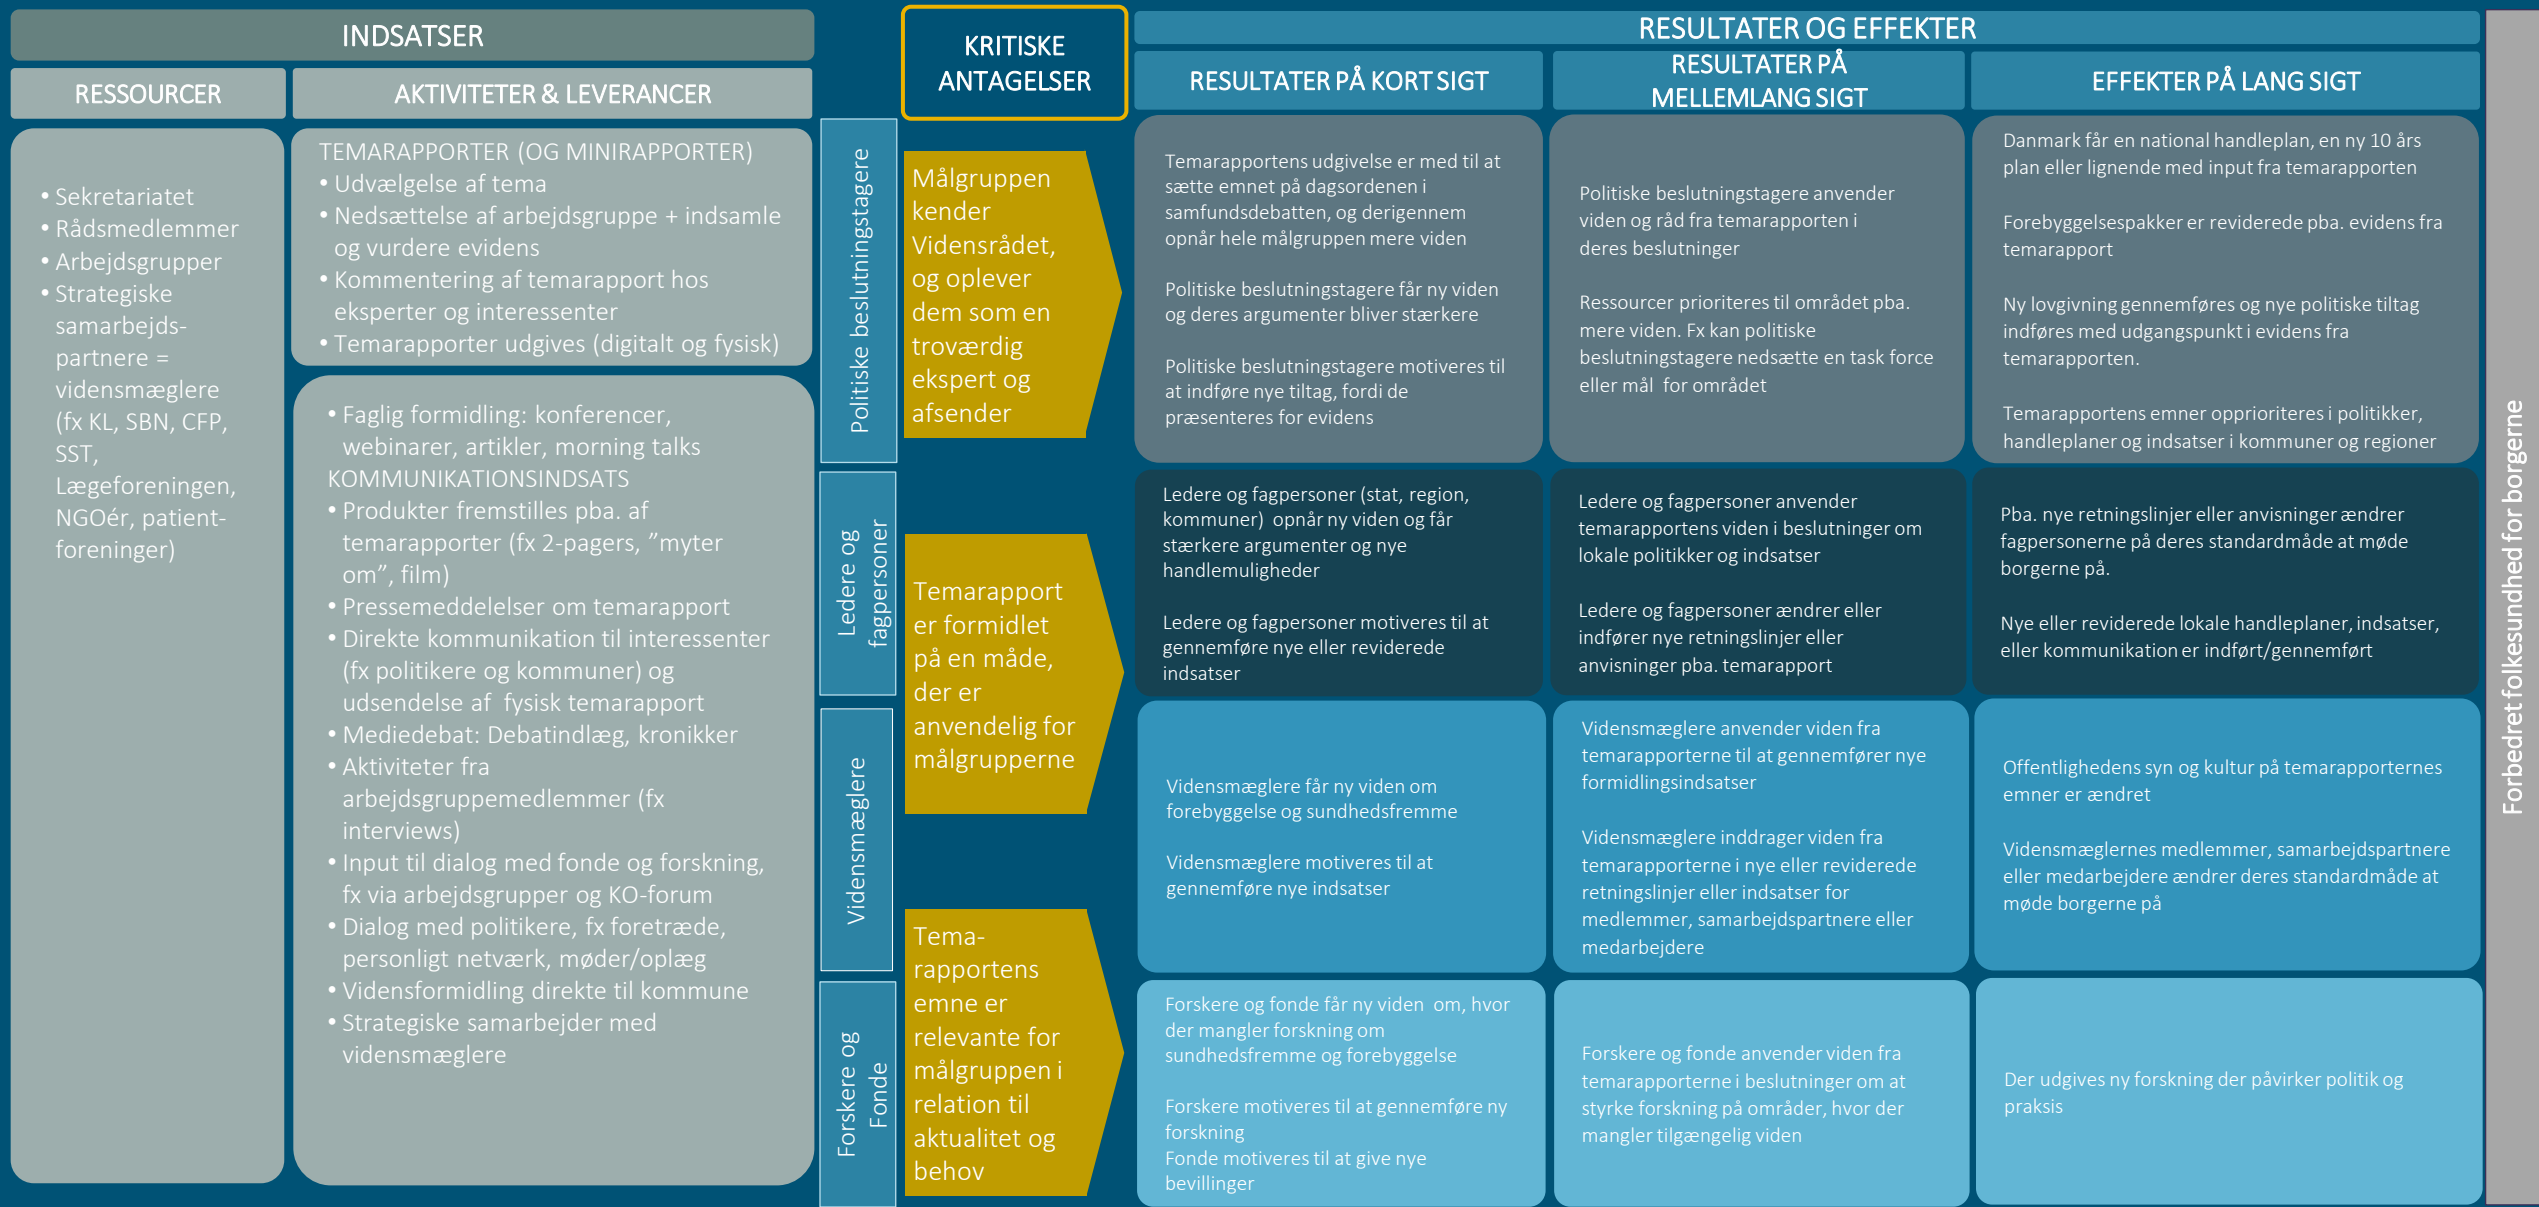 INDSATSER
RESSOURCER
• Sekretariatet
• Rådsmedlemmer
• Arbejdsgrupper
• Strategiske
samarbejds-
partnere =
vidensmæglere
(fx KL, SBN, CFP,
SST,
Lægeforeningen,
NGOér, patient-
foreninger)
AKTIVITETER & LEVERANCER
TEMARAPPORTER (OG MINIRAPPORTER)
• Udvælgelse af tema
• Nedsættelse af arbejdsgruppe + indsamle
og vurdere evidens
• Kommentering af temarapport hos
eksperter og interessenter
• Temarapporter udgives (digitalt og fysisk)
• Faglig formidling: konferencer,
webinarer, artikler, morning talks
KOMMUNIKATIONSINDSATS
• Produkter fremstilles pba. af
temarapporter (fx 2-pagers, ”myter
om”, film)
• Pressemeddelelser om temarapport
• Direkte kommunikation til interessenter
(fx politikere og kommuner) og
udsendelse af fysisk temarapport
• Mediedebat: Debatindlæg, kronikker
• Aktiviteter fra
arbejdsgruppemedlemmer (fx
interviews)
• Input til dialog med fonde og forskning,
fx via arbejdsgrupper og KO-forum
• Dialog med politikere, fx foretræde,
personligt netværk, møder/oplæg
• Vidensformidling direkte til kommune
• Strategiske samarbejder med
vidensmæglere
KRITISKE
ANTAGELSER
Målgruppen
kender
Vidensrådet,
og oplever
dem som en
troværdig
ekspert og
afsender
Temarapport
er formidlet
på en måde,
der er
anvendelig for
målgrupperne
Tema-
rapportens
emne er
relevante for
målgruppen i
relation til
aktualitet og
behov
RESULTATER OG EFFEKTER
RESULTATER PÅ KORT SIGT
RESULTATER PÅ
MELLEMLANG SIGT
EFFEKTER PÅ LANG SIGT
Politiske beslutningstagere
Temarapportens udgivelse er med til at
sætte emnet på dagsordenen i
samfundsdebatten, og derigennem
opnår hele målgruppen mere viden
Politiske beslutningstagere får ny viden
og deres argumenter bliver stærkere
Politiske beslutningstagere motiveres til
at indføre nye tiltag, fordi de
præsenteres for evidens
Politiske beslutningstagere anvender
viden og råd fra temarapporten i
deres beslutninger
Ressourcer prioriteres til området pba.
mere viden. Fx kan politiske
beslutningstagere nedsætte en task force
eller mål for området
Danmark får en national handleplan, en ny 10 års
plan eller lignende med input fra temarapporten
Forebyggelsespakker er reviderede pba. evidens fra
temarapport
Ny lovgivning gennemføres og nye politiske tiltag
indføres med udgangspunkt i evidens fra
temarapporten.
Temarapportens emner opprioriteres i politikker,
handleplaner og indsatser i kommuner og regioner
Ledere og
fagpersoner
Ledere og fagpersoner (stat, region,
kommuner) opnår ny viden og får
stærkere argumenter og nye
handlemuligheder
Ledere og fagpersoner motiveres til at
gennemføre nye eller reviderede
indsatser
Ledere og fagpersoner anvender
temarapportens viden i beslutninger om
lokale politikker og indsatser
Ledere og fagpersoner ændrer eller
indfører nye retningslinjer eller
anvisninger pba. temarapport
Pba. nye retningslinjer eller anvisninger ændrer
fagpersonerne på deres standardmåde at møde
borgerne på.
Nye eller reviderede lokale handleplaner, indsatser,
eller kommunikation er indført/gennemført
Vidensmæglere
Vidensmæglere får ny viden om
forebyggelse og sundhedsfremme
Vidensmæglere motiveres til at
gennemføre nye indsatser
Vidensmæglere anvender viden fra
temarapporterne til at gennemfører nye
formidlingsindsatser
Vidensmæglere inddrager viden fra
temarapporterne i nye eller reviderede
retningslinjer eller indsatser for
medlemmer, samarbejdspartnere eller
medarbejdere
Offentlighedens syn og kultur på temarapporternes
emner er ændret
Vidensmæglernes medlemmer, samarbejdspartnere
eller medarbejdere ændrer deres standardmåde at
møde borgerne på
Forskere og
Fonde
Forskere og fonde får ny viden om, hvor
der mangler forskning om
sundhedsfremme og forebyggelse
Forskere motiveres til at gennemføre ny
forskning
Fonde motiveres til at give nye
bevillinger
Forskere og fonde anvender viden fra
temarapporterne i beslutninger om at
styrke forskning på områder, hvor der
mangler tilgængelig viden
Der udgives ny forskning der påvirker politik og
praksis
Forbedret folkesundhed for borgerne